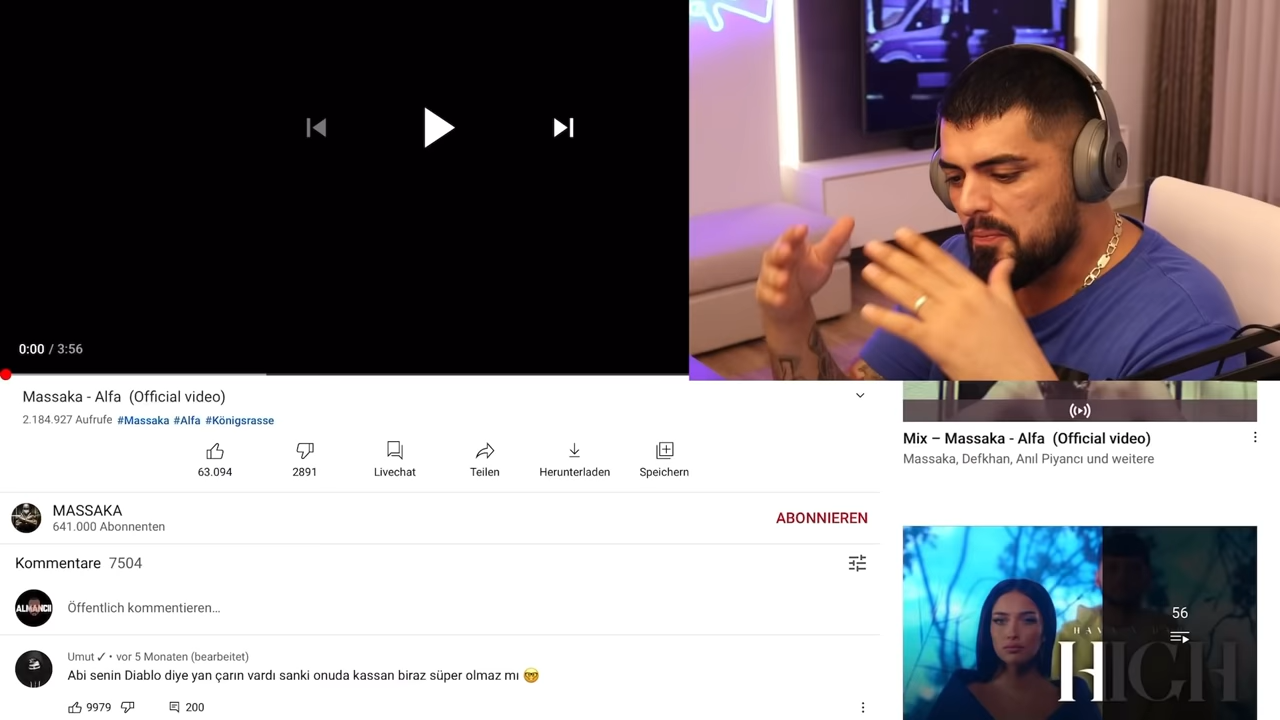 0:00 / 3:56
Massaka - Alfa (Official video)
2.184.927 Aufrufe #Massaka #Alfa #Königsrasse
63.094
2891
Livechat
Teilen
Herunterladen
Speichern
MASSAKA
641.000 Abonnenten
ABONNIEREN
Kommentare 7504
ALMANCII
Öffentlich kommentieren...
Umut ✓ • vor 5 Monaten (bearbeitet)
Abi senin Diablo diye yan çarın vardı sanki onuda kassan biraz süper olmaz mı 🤓
9979
200
Mix – Massaka - Alfa (Official video)
Massaka, Defkhan, Anıl Piyancı und weitere
56
HIGH